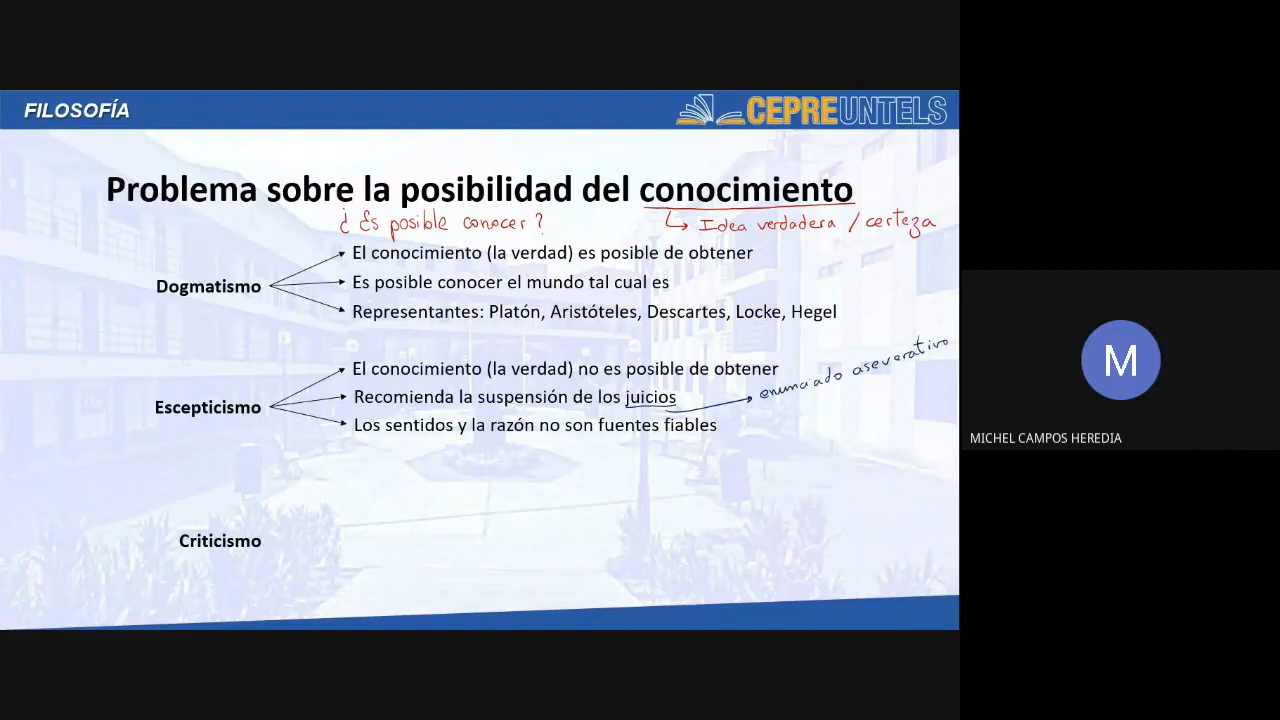 FILOSOFÍA
CEPREUNTELS
Problema sobre la posibilidad del conocimiento
¿Es posible conocer?
Idea verdadera / certeza
Dogmatismo
El conocimiento (la verdad) es posible de obtener
Es posible conocer el mundo tal cual es
Representantes: Platón, Aristóteles, Descartes, Locke, Hegel
Escepticismo
El conocimiento (la verdad) no es posible de obtener
Recomienda la suspensión de los juicios
enunciado aseverativo
Los sentidos y la razón no son fuentes fiables
Criticismo
M
MICHEL CAMPOS HEREDIA